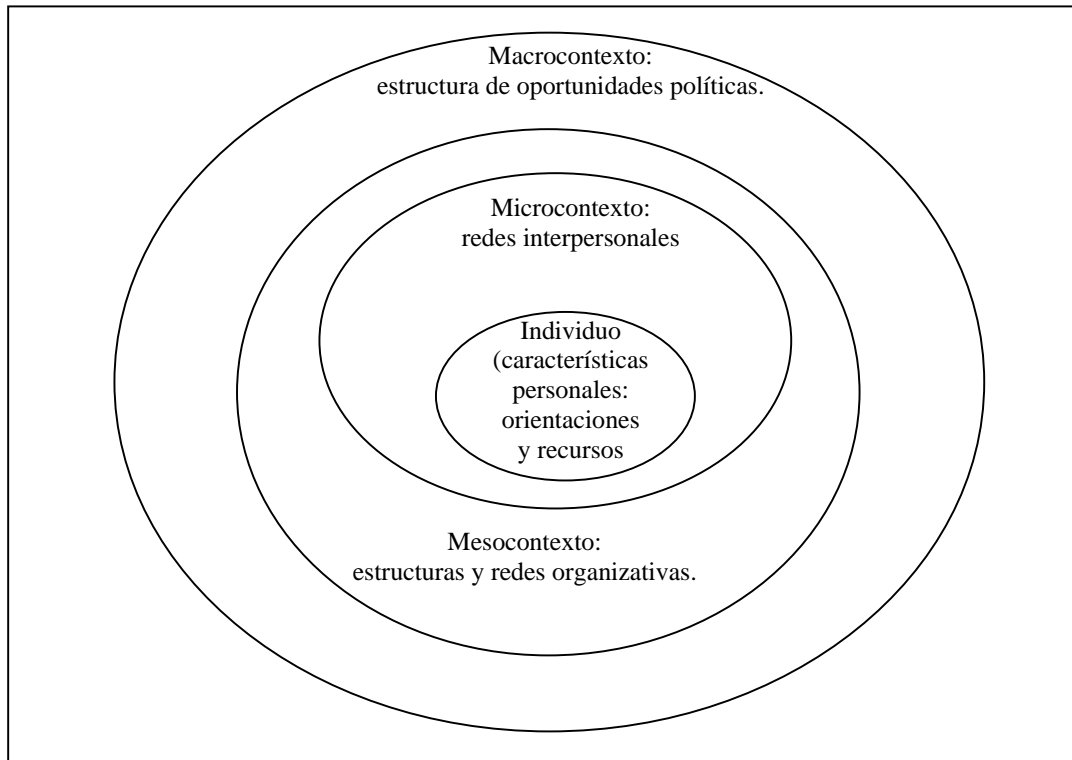 Macrocontexto:
estructura de oportunidades políticas.
Microcontexto:
redes interpersonales
Individuo
(características
personales:
orientaciones
y recursos
Mesocontexto:
estructuras y redes organizativas.